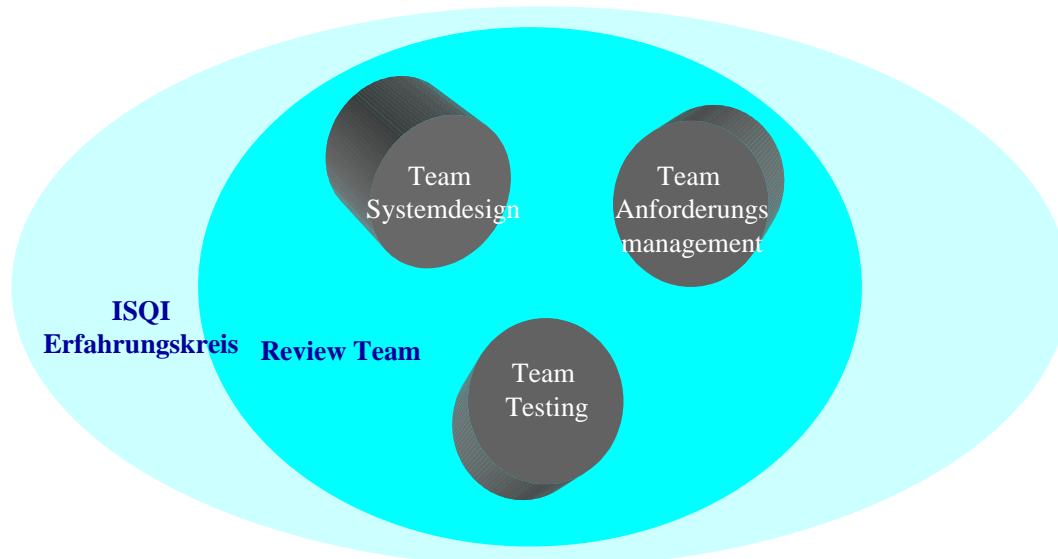 Team
Systemdesign
Team
Anforderungs
management
ISQI
Erfahrungskreis
Review Team
Team
Testing